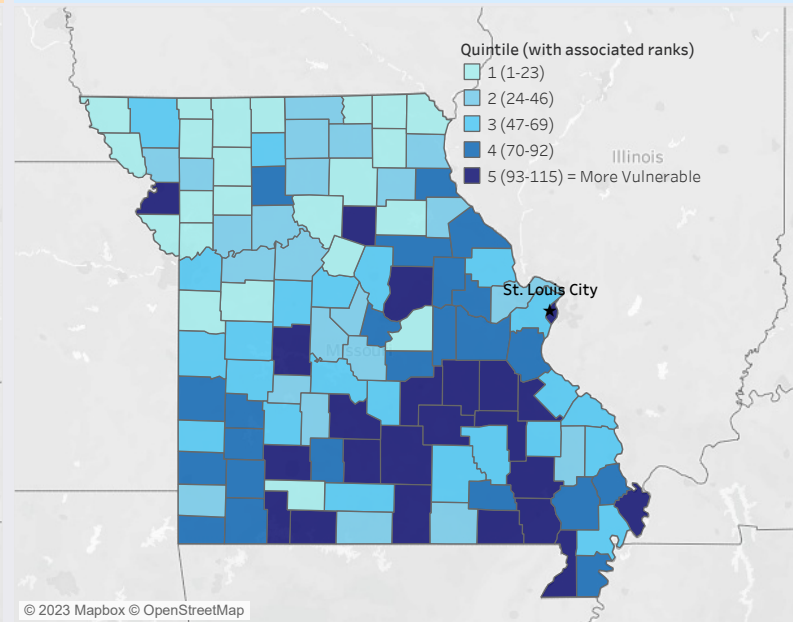 Quintile (with associated ranks)
1 (1-23)
2 (24-46)
3 (47-69)
4 (70-92)
5 (93-115) = More Vulnerable
Illinois
St. Louis City
Missouri
© 2023 Mapbox © OpenStreetMap